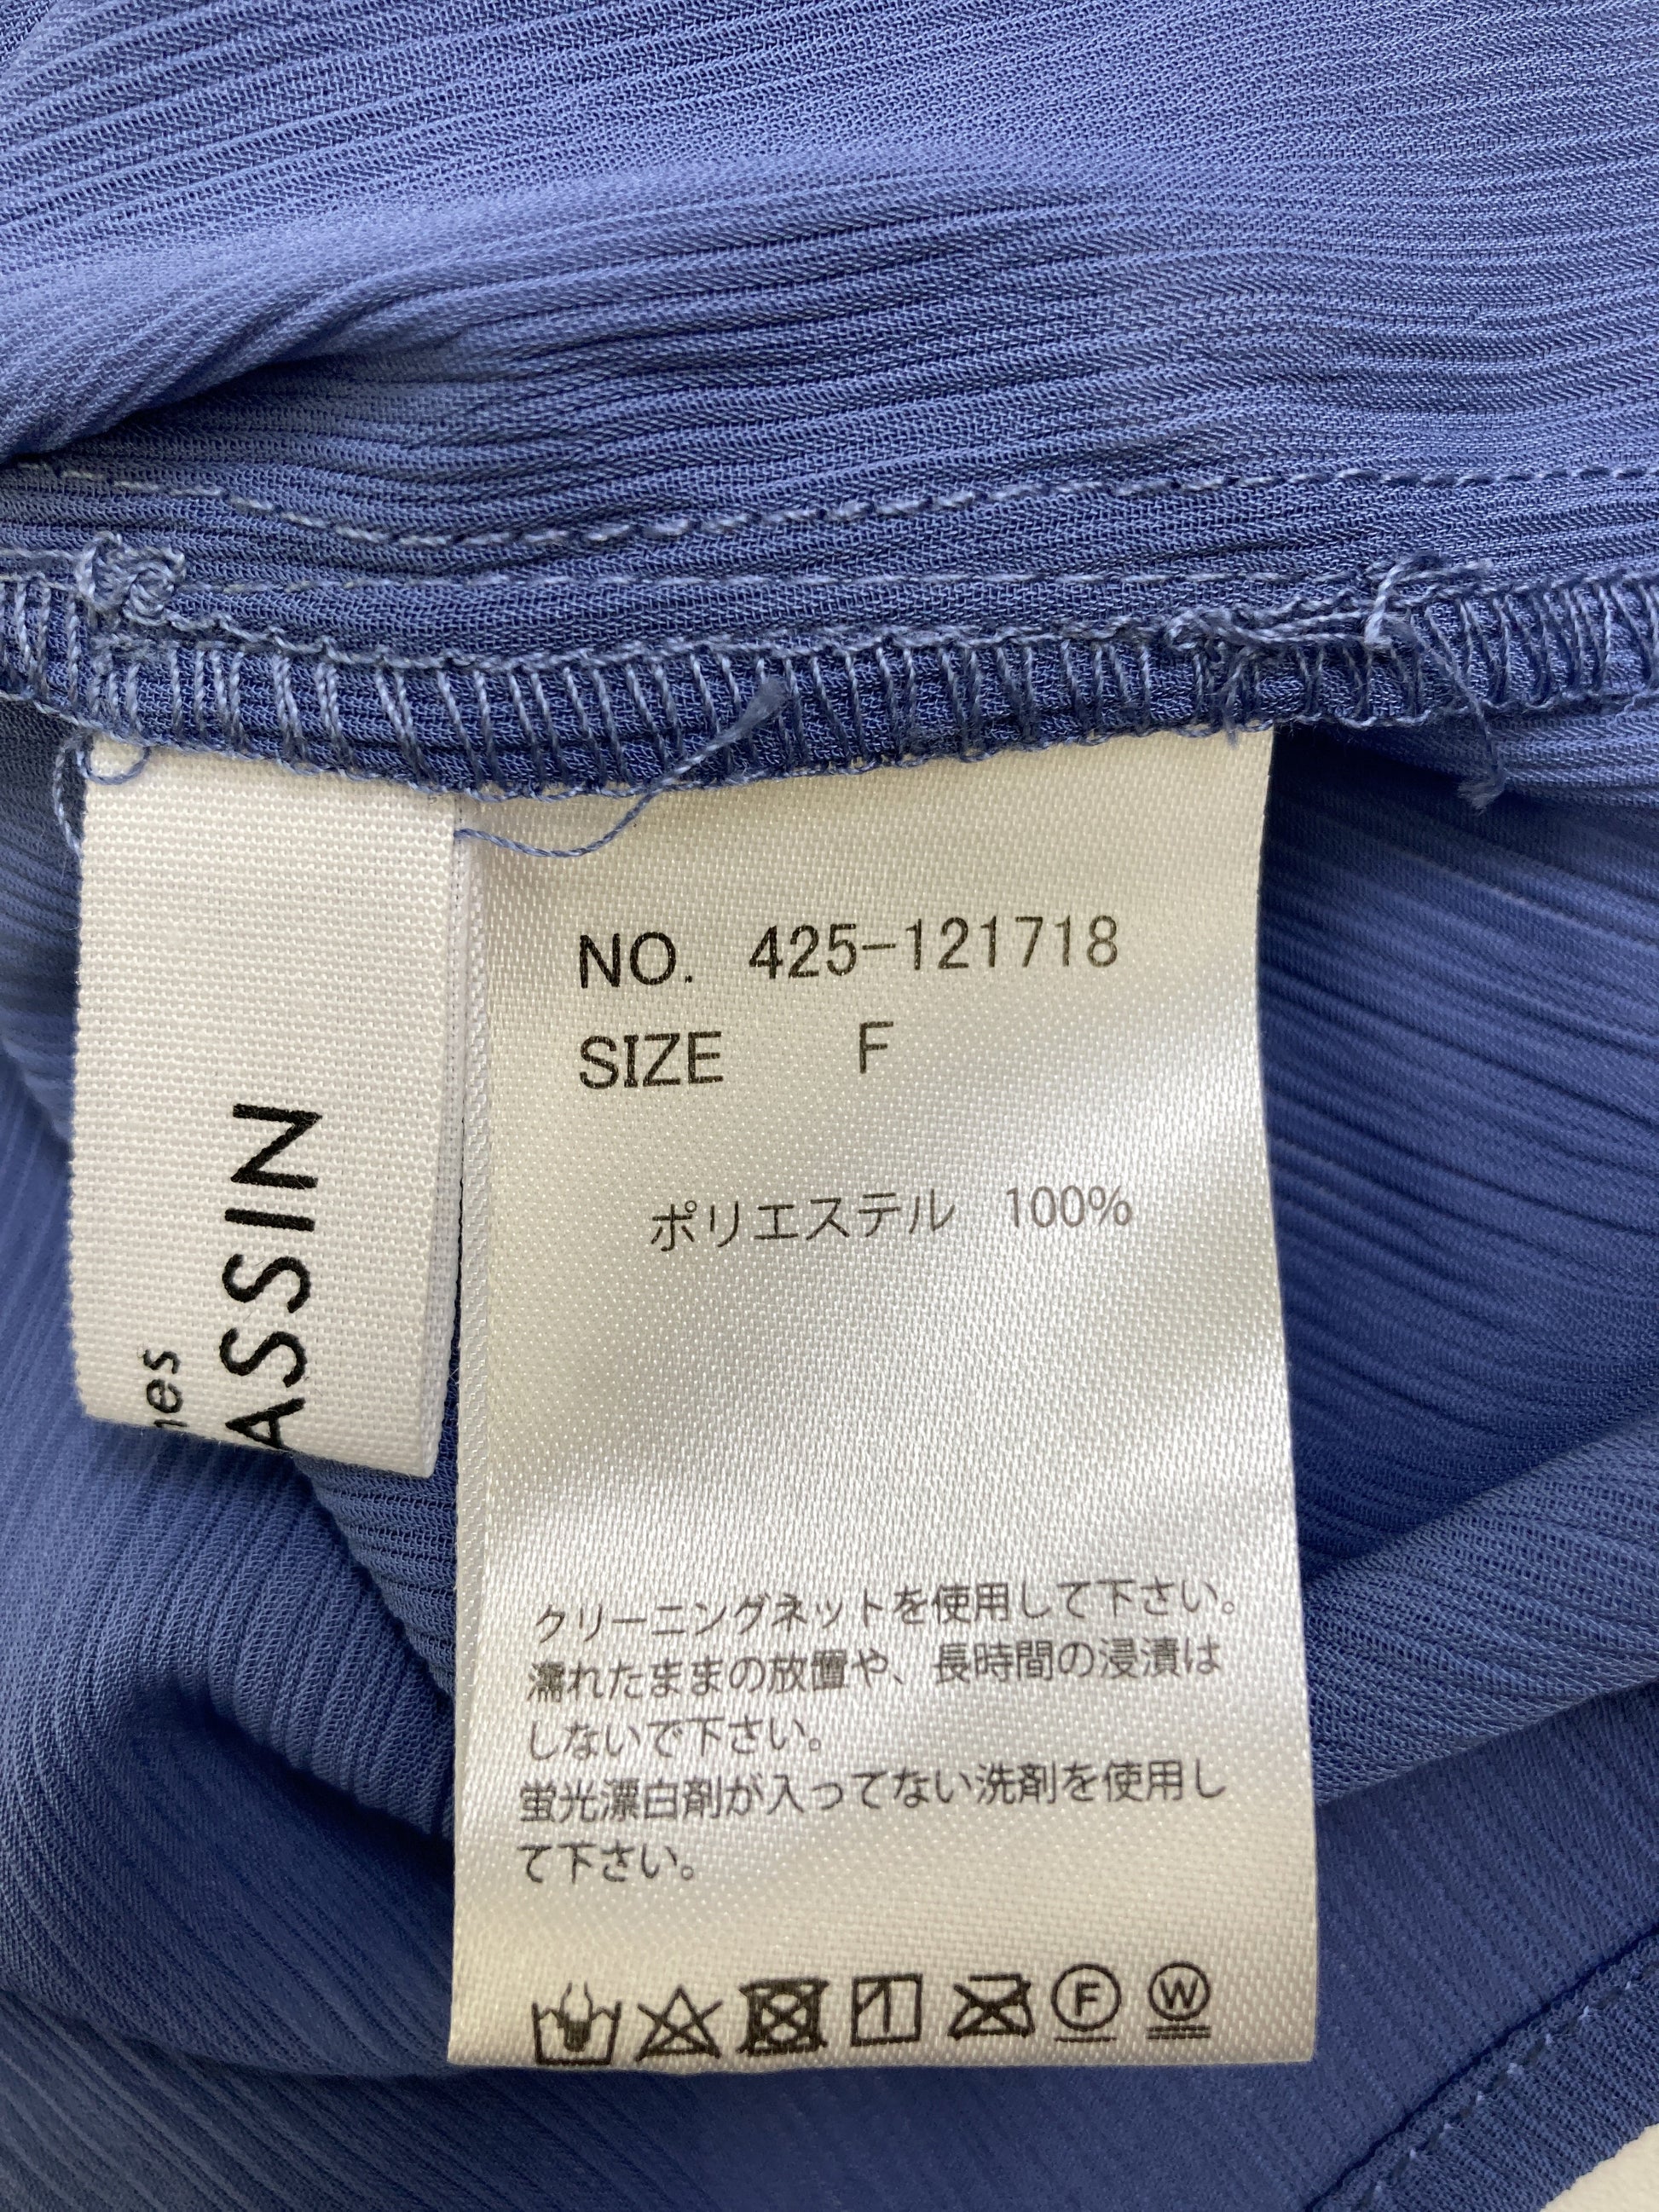 NO. 425-121718
SIZE F
ポリエステル 100%
クリーニングネットを使用して下さい。
濡れたままの放置や、長時間の浸漬は
しないで下さい。
蛍光漂白剤が入ってない洗剤を使用し
て下さい。
F W
nes
ASSIN